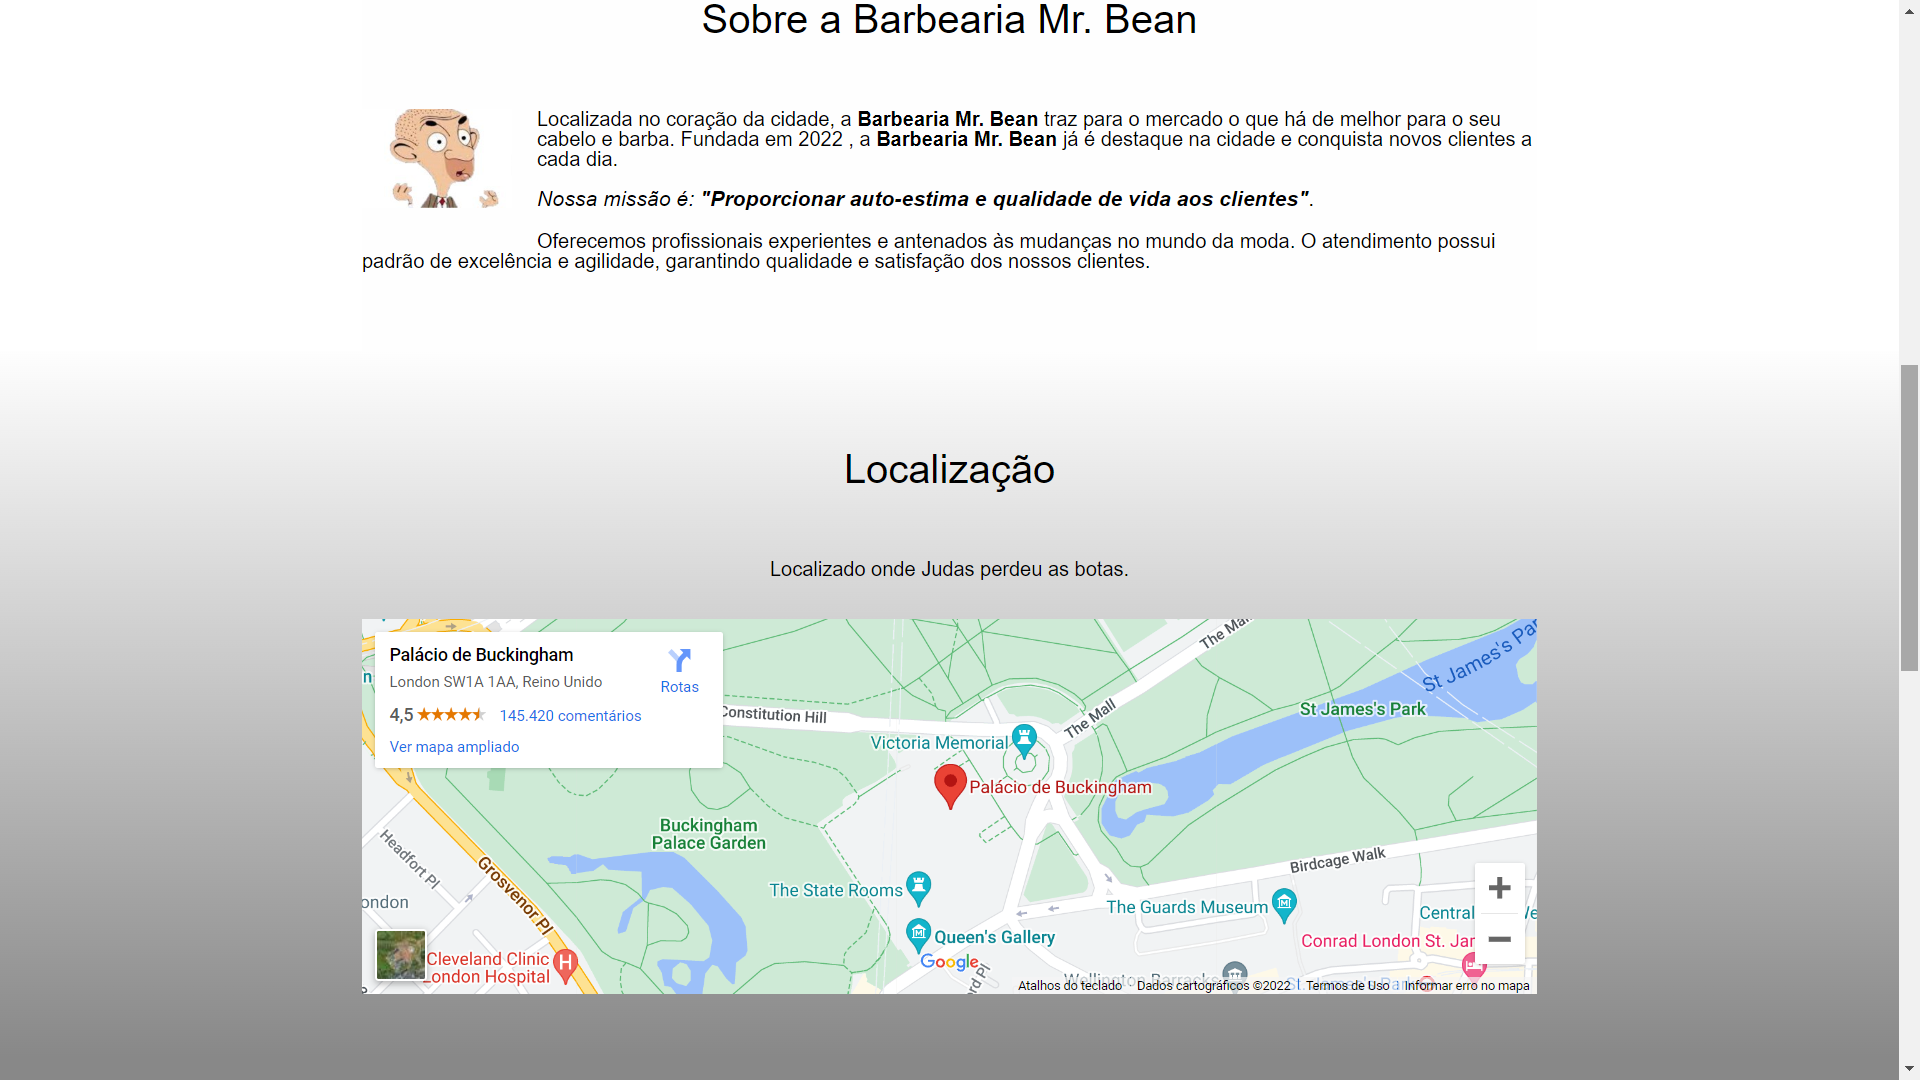 Sobre a Barbearia Mr. Bean
Localizada no coração da cidade, a Barbearia Mr. Bean traz para o mercado o que há de melhor para o seu
cabelo e barba. Fundada em 2022 , a Barbearia Mr. Bean já é destaque na cidade e conquista novos clientes a
cada dia.
Nossa missão é: "Proporcionar auto-estima e qualidade de vida aos clientes".
Oferecemos profissionais experientes e antenados às mudanças no mundo da moda. O atendimento possui
padrão de excelência e agilidade, garantindo qualidade e satisfação dos nossos clientes.
Localização
Localizado onde Judas perdeu as botas.
Palácio de Buckingham
London SW1A 1AA, Reino Unido
Rotas
4,5
145.420 comentários
Ver mapa ampliado
The Mall
St James's Park
St James's Park
Constitution Hill
The Mall
Victoria Memorial
Palácio de Buckingham
Buckingham
Palace Garden
Headfort Pl
Grosvenor Pl
Birdcage Walk
The State Rooms
The Guards Museum
Central
Queen's Gallery
Conrad London St. Jar
Cleveland Clinic
London Hospital
Google
Wellington Barracks
Atalhos do teclado
Dados cartográficos ©2022
Termos de Uso
Informar erro no mapa